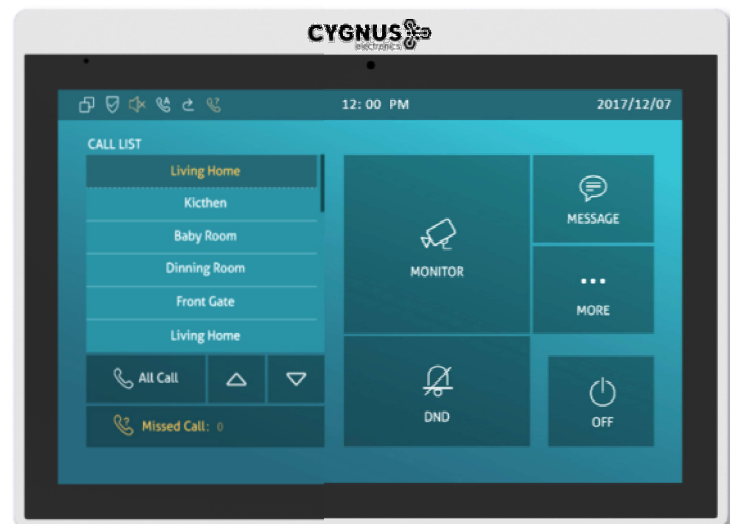 CYGNUS
electronics
12:00 PM 2017/12/07
CALL LIST
Living Home
Kicthen
Baby Room
Dinning Room
Front Gate
Living Home
All Call
Missed Call: 0
MONITOR
MESSAGE
MORE
DND
OFF